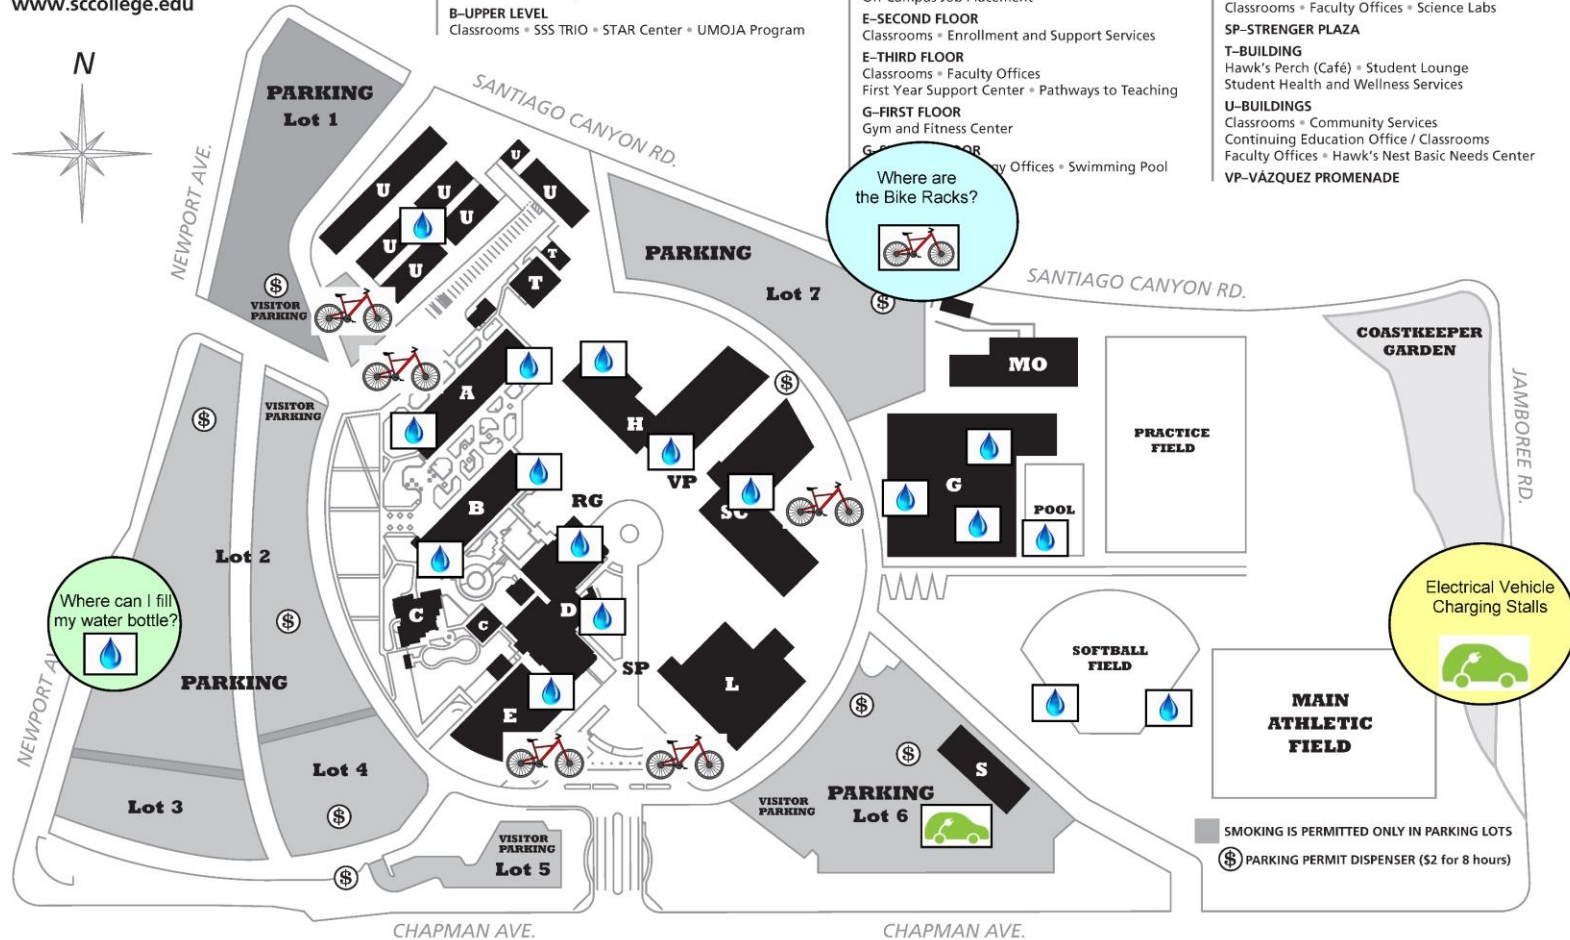 www.sccollege.edu
B–UPPER LEVEL
Classrooms • SSS TRIO • STAR Center • UMOJA Program
On-Campus Job Placement
E–SECOND FLOOR
Classrooms • Enrollment and Support Services
E–THIRD FLOOR
Classrooms • Faculty Offices
First Year Support Center • Pathways to Teaching
G–FIRST FLOOR
Gym and Fitness Center
Offices • Swimming Pool
Classrooms • Faculty Offices • Science Labs
SP–STRENGER PLAZA
T–BUILDING
Hawk's Perch (Café) • Student Lounge
Student Health and Wellness Services
U–BUILDINGS
Classrooms • Community Services
Continuing Education Office / Classrooms
Faculty Offices • Hawk's Nest Basic Needs Center
VP–VÁZQUEZ PROMENADE
N
PARKING
Lot 1
SANTIAGO CANYON RD.
NEWPORT AVE.
U
U
U
U
U
U
U
U
T
T
$
VISITOR
PARKING
Where are
the Bike Racks?
PARKING
Lot 7
$
SANTIAGO CANYON RD.
COASTKEEPER
GARDEN
JAMBOREE RD.
MO
PRACTICE
FIELD
$
VISITOR
PARKING
$
A
H
VP
B
RG
SC
G
POOL
Lot 2
Where can I fill
my water bottle?
$
PARKING
NEWPORT AV
C
C
D
SP
E
L
Electrical Vehicle
Charging Stalls
SOFTBALL
FIELD
MAIN
ATHLETIC
FIELD
$
$
S
Lot 4
Lot 3
$
VISITOR
PARKING
PARKING
Lot 6
VISITOR
PARKING
Lot 5
$
SMOKING IS PERMITTED ONLY IN PARKING LOTS
$ PARKING PERMIT DISPENSER ($2 for 8 hours)
CHAPMAN AVE.
CHAPMAN AVE.